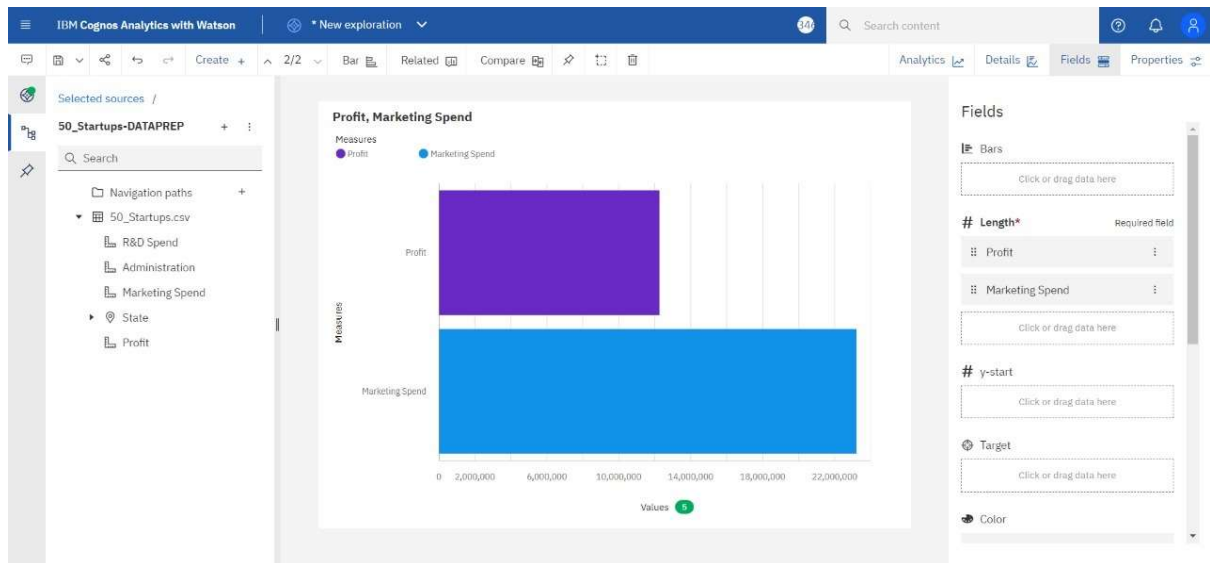 IBM Cognos Analytics with Watson
* New exploration
346
Search content
Create +
2/2
Bar
Related
Compare
Analytics
Details
Fields
Properties
Selected sources /
50_Startups-DATAPREP
Search
Navigation paths
50_Startups.csv
R&D Spend
Administration
Marketing Spend
State
Profit
Profit, Marketing Spend
Measures
Profit
Marketing Spend
Measures
Profit
Marketing Spend
0 2,000,000 6,000,000 10,000,000 14,000,000 18,000,000 22,000,000
Values 5
Fields
Bars
Click or drag data here
# Length* Required field
Profit
Marketing Spend
Click or drag data here
# y-start
Click or drag data here
Target
Click or drag data here
Color